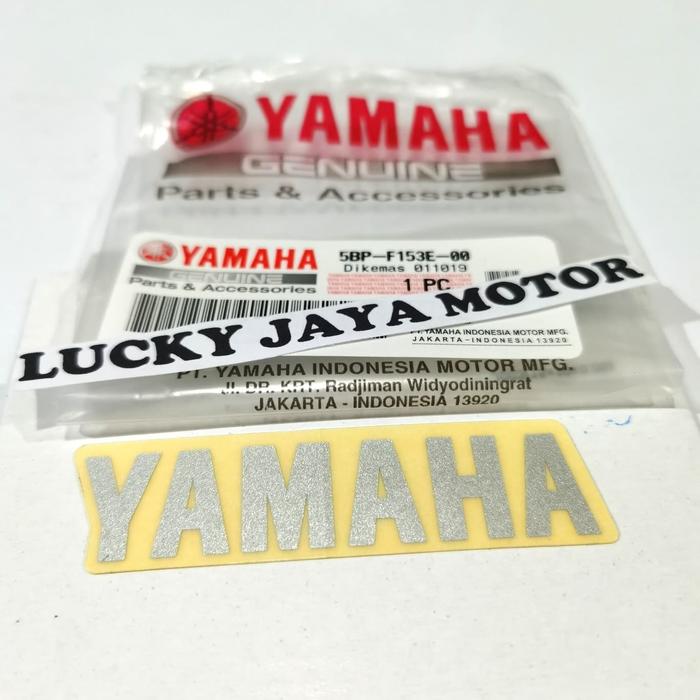 YAMAHA
GENUINE
Parts & Accessories
YAMAHA
GENUINE
Parts & Accessories
5BP-F153E-00
Dikemas 011019
1 PC
LUCKY JAYA MOTOR
PT. YAMAHA INDONESIA MOTOR MFG.
JAKARTA - INDONESIA 13920
PT. YAMAHA INDONESIA MOTOR MFG.
Jl. DR. KRT. Radjiman Widyodiningrat
JAKARTA - INDONESIA 13920
YAMAHA